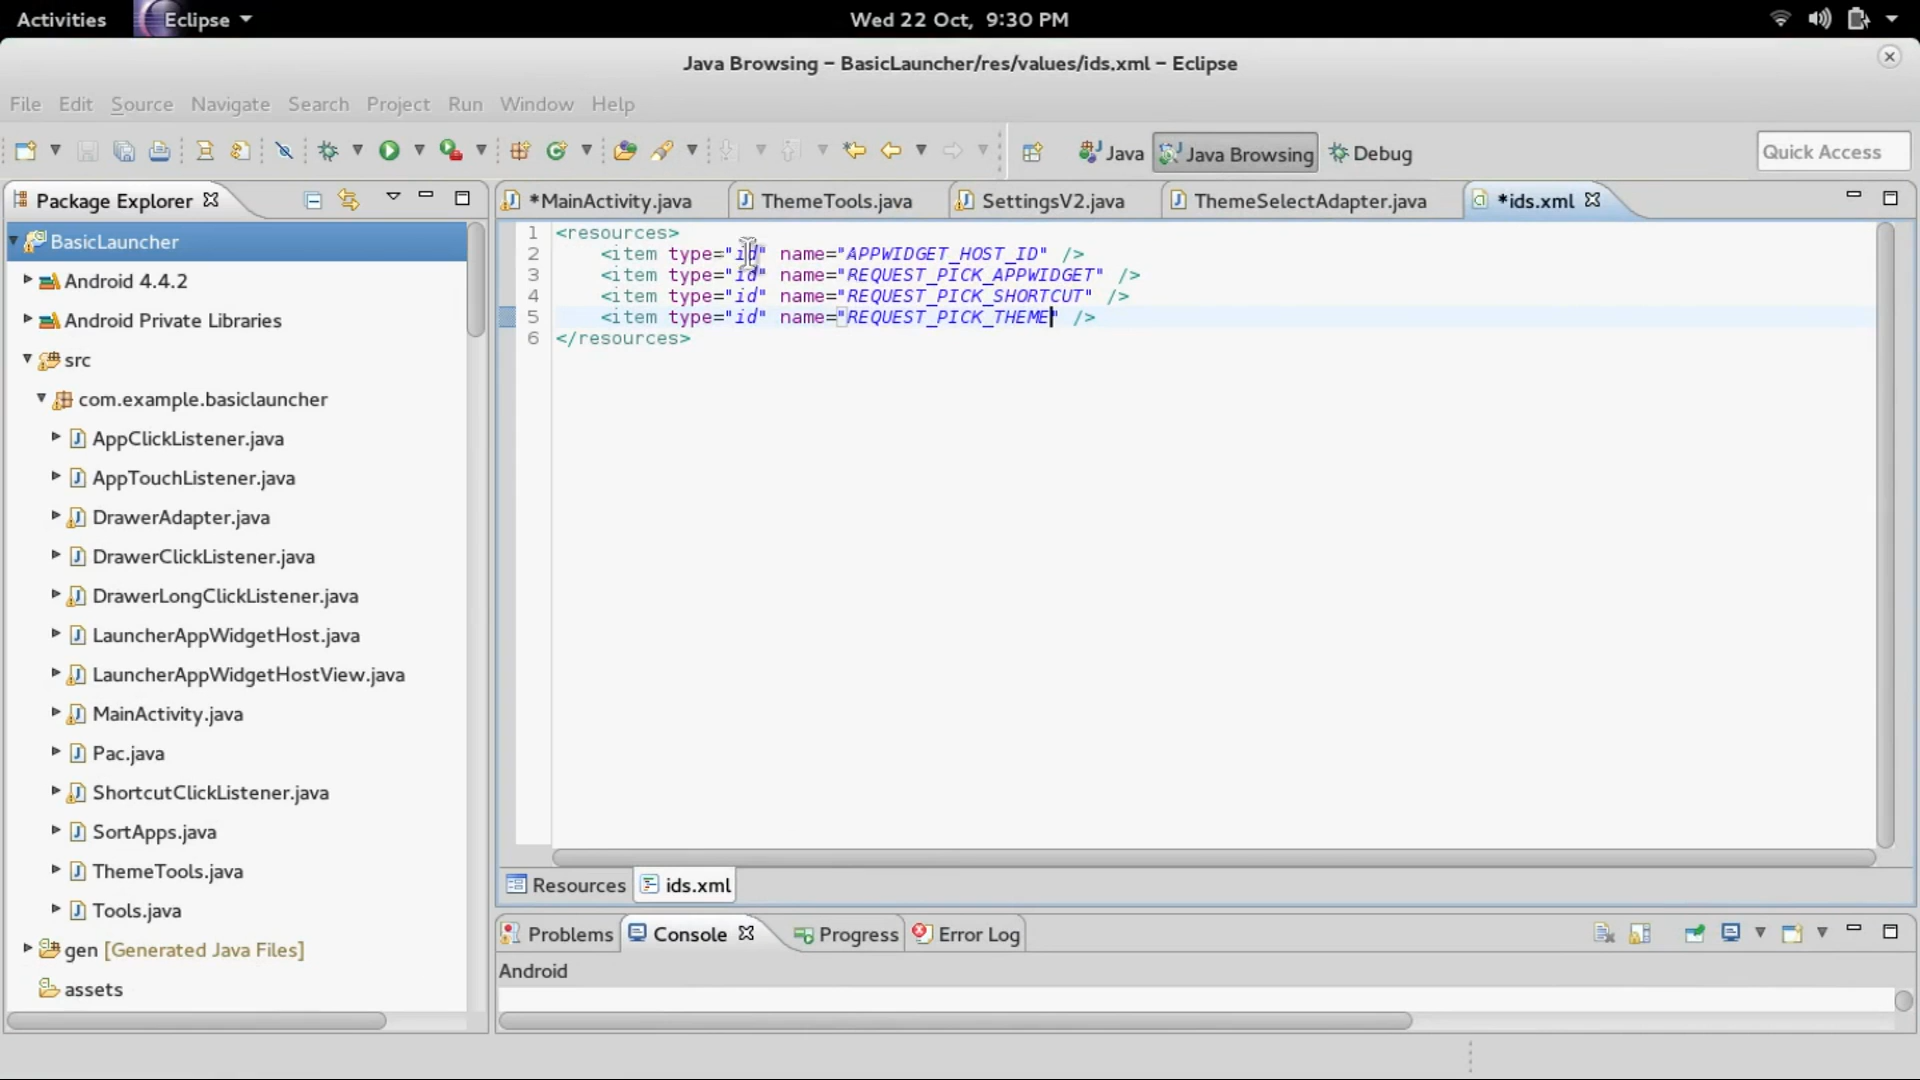 Activities Eclipse Wed 22 Oct, 9:30 PM
Java Browsing – BasicLauncher/res/values/ids.xml – Eclipse
File Edit Source Navigate Search Project Run Window Help
Java Java Browsing Debug Quick Access
Package Explorer
BasicLauncher
Android 4.4.2
Android Private Libraries
src
com.example.basiclauncher
AppClickListener.java
AppTouchListener.java
DrawerAdapter.java
DrawerClickListener.java
DrawerLongClickListener.java
LauncherAppWidgetHost.java
LauncherAppWidgetHostView.java
MainActivity.java
Pac.java
ShortcutClickListener.java
SortApps.java
ThemeTools.java
Tools.java
gen [Generated Java Files]
assets
*MainActivity.java ThemeTools.java SettingsV2.java ThemeSelectAdapter.java *ids.xml
1 <resources>
2 <item type="id" name="APPWIDGET_HOST_ID" />
3 <item type="id" name="REQUEST_PICK_APPWIDGET" />
4 <item type="id" name="REQUEST_PICK_SHORTCUT" />
5 <item type="id" name="REQUEST_PICK_THEME" />
6 </resources>
Resources ids.xml
Problems Console Progress Error Log
Android